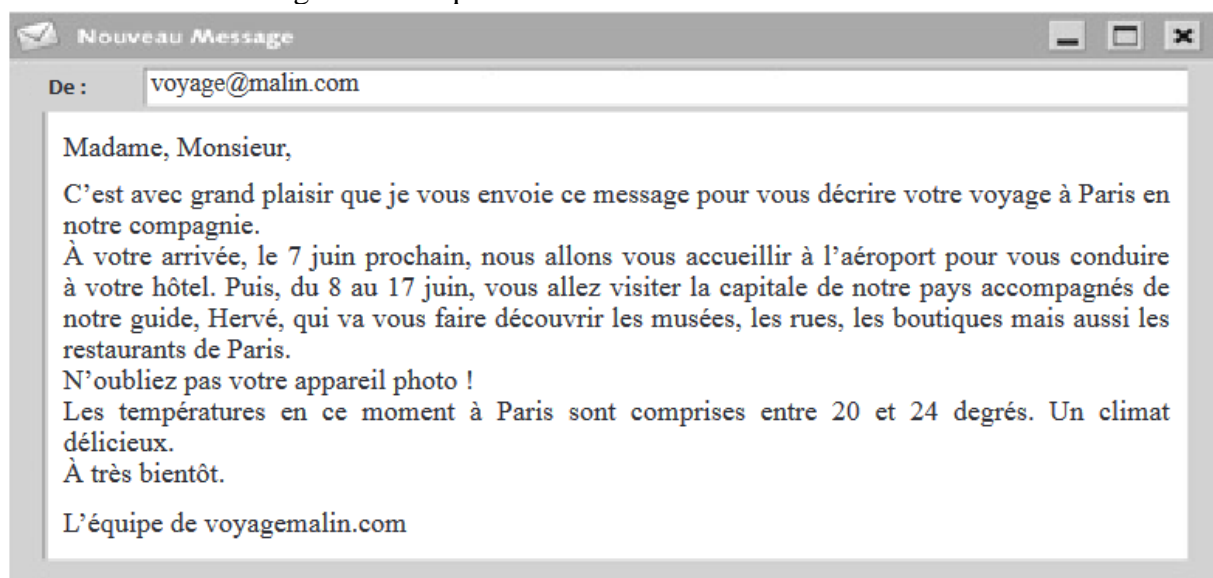 Nouveau Message
De : voyage@malin.com
Madame, Monsieur,
C'est avec grand plaisir que je vous envoie ce message pour vous décrire votre voyage à Paris en
notre compagnie.
À votre arrivée, le 7 juin prochain, nous allons vous accueillir à l'aéroport pour vous conduire
à votre hôtel. Puis, du 8 au 17 juin, vous allez visiter la capitale de notre pays accompagnés de
notre guide, Hervé, qui va vous faire découvrir les musées, les rues, les boutiques mais aussi les
restaurants de Paris.
N'oubliez pas votre appareil photo !
Les températures en ce moment à Paris sont comprises entre 20 et 24 degrés. Un climat
délicieux.
À très bientôt.
L'équipe de voyagemalin.com